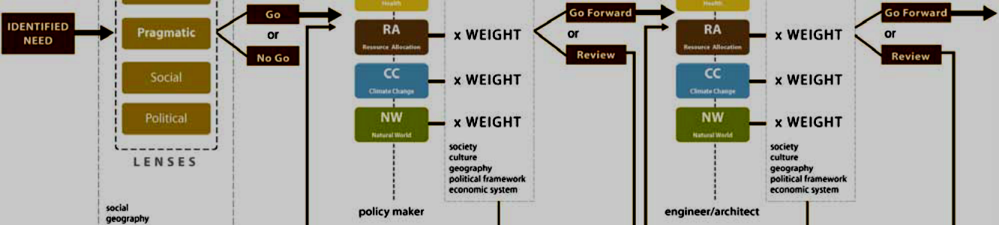 IDENTIFIED
NEED
Pragmatic
Social
Political
LENSES
social
geography
Go
or
No Go
Health
RA
Resource Allocation
CC
Climate Change
NW
Natural World
x WEIGHT
x WEIGHT
x WEIGHT
society
culture
geography
political framework
economic system
policy maker
Go Forward
or
Review
Health
RA
Resource Allocation
CC
Climate Change
NW
Natural World
x WEIGHT
x WEIGHT
x WEIGHT
society
culture
geography
political framework
economic system
engineer/architect
Go Forward
or
Review